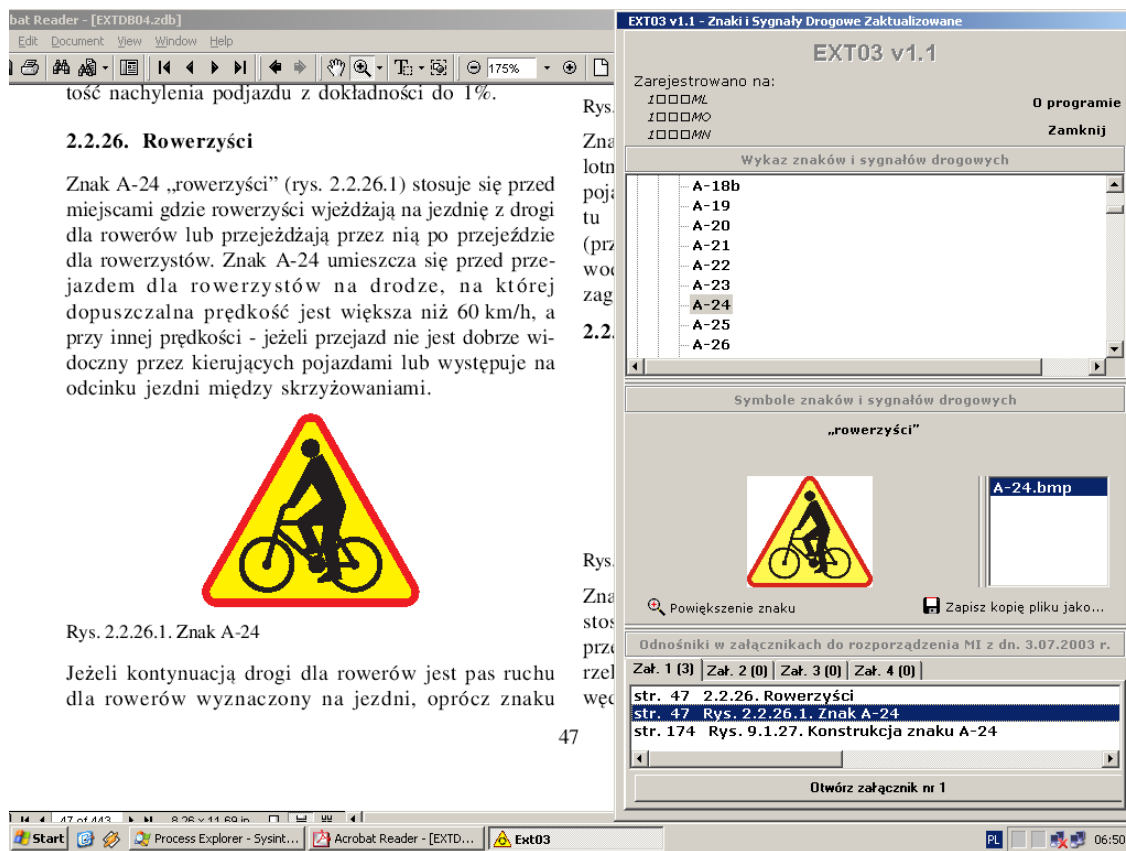 bat Reader - [EXTDB04.zdb]
Edit Document View Window Help
175%
tość nachylenia podjazdu z dokładności do 1%.
2.2.26. Rowerzyści
Znak A-24 „rowerzyści” (rys. 2.2.26.1) stosuje się przed
miejscami gdzie rowerzyści wjeżdżają na jezdnię z drogi
dla rowerów lub przejeżdżają przez nią po przejeździe
dla rowerzystów. Znak A-24 umieszcza się przed prze-
jazdem dla rowerzystów na drodze, na której
dopuszczalna prędkość jest większa niż 60 km/h, a
przy innej prędkości - jeżeli przejazd nie jest dobrze wi-
doczny przez kierujących pojazdami lub występuje na
odcinku jezdni między skrzyżowaniami.
Rys. 2.2.26.1. Znak A-24
Jeżeli kontynuacją drogi dla rowerów jest pas ruchu
dla rowerów wyznaczony na jezdni, oprócz znaku
47
Rys.
Zna
lotn
poja
tu
(prz
wod
zag
2.2.
Rys.
Zna
stos
prze
rzel
węd
47 of 443 8.26 x 11.69 in
EXT03 v1.1 - Znaki i Sygnały Drogowe Zaktualizowane
EXT03 v1.1
Zarejestrowano na:
1□□□ML
1□□□MO
1□□□MN
O programie
Zamknij
Wykaz znaków i sygnałów drogowych
A-18b
A-19
A-20
A-21
A-22
A-23
A-24
A-25
A-26
Symbole znaków i sygnałów drogowych
„rowerzyści”
A-24.bmp
Powiększenie znaku
Zapisz kopię pliku jako...
Odnośniki w załącznikach do rozporządzenia MI z dn. 3.07.2003 r.
Zał. 1 (3) Zał. 2 (0) Zał. 3 (0) Zał. 4 (0)
str. 47 2.2.26. Rowerzyści
str. 47 Rys. 2.2.26.1. Znak A-24
str. 174 Rys. 9.1.27. Konstrukcja znaku A-24
Otwórz załącznik nr 1
Start Process Explorer - Sysint... Acrobat Reader - [EXTD... Ext03 PL 06:50